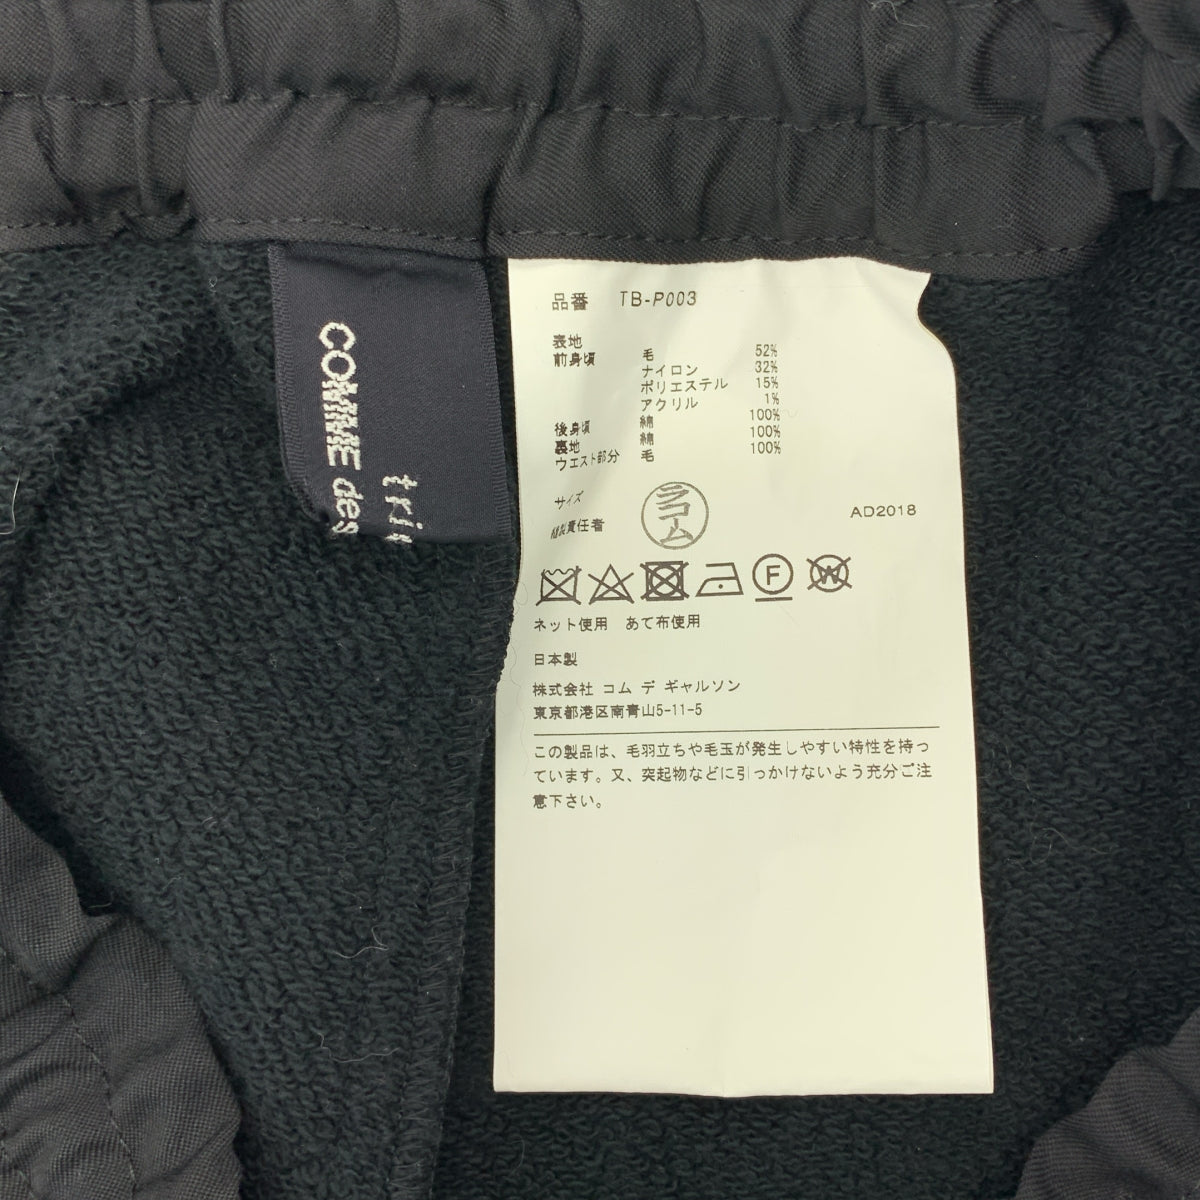 COMME des
tri
品番 TB-P003
表地
前身頃 毛 52%
ナイロン 32%
ポリエステル 15%
アクリル 1%
後身頃 綿 100%
裏地 綿 100%
ウエスト部分 毛 100%
サイズ
縫製責任者 ラコム AD2018
F W
ネット使用 あて布使用
日本製
株式会社 コム デ ギャルソン
東京都港区南青山5-11-5
この製品は、毛羽立ちや毛玉が発生しやすい特性を持っ
ています。又、突起物などに引っかけないよう充分ご注
意下さい。